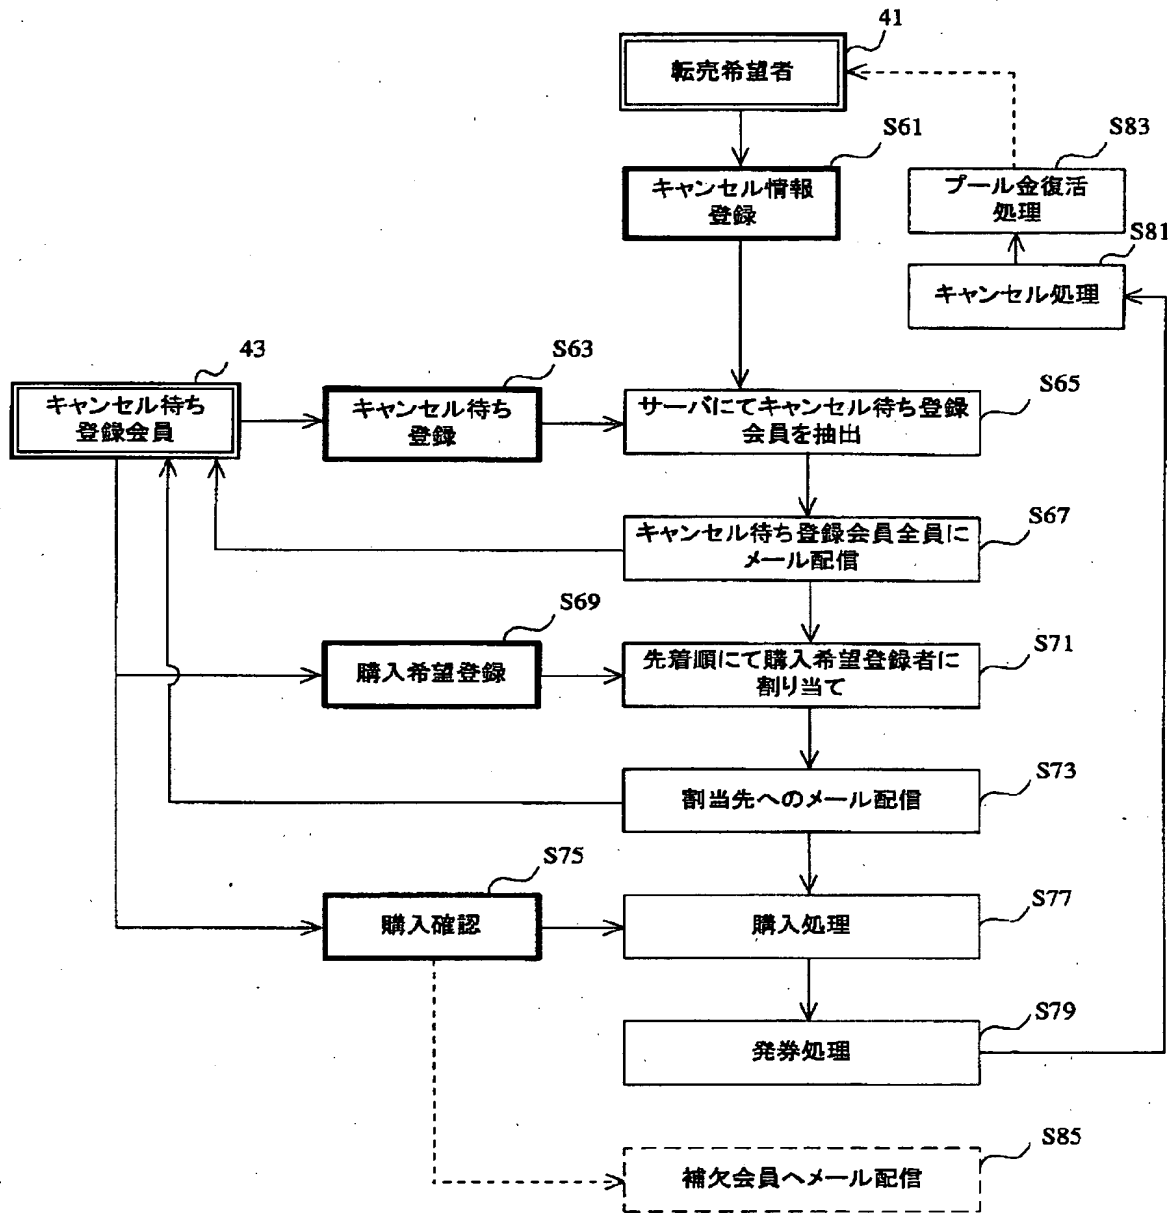 41
転売希望者
S61
キャンセル情報
登録
S83
プール金復活
処理
S81
キャンセル処理
43
キャンセル待ち
登録会員
S63
キャンセル待ち
登録
S65
サーバにてキャンセル待ち登録
会員を抽出
S67
キャンセル待ち登録会員全員に
メール配信
S69
購入希望登録
S71
先着順にて購入希望登録者に
割り当て
S73
割当先へのメール配信
S75
購入確認
S77
購入処理
S79
発券処理
S85
補欠会員へメール配信